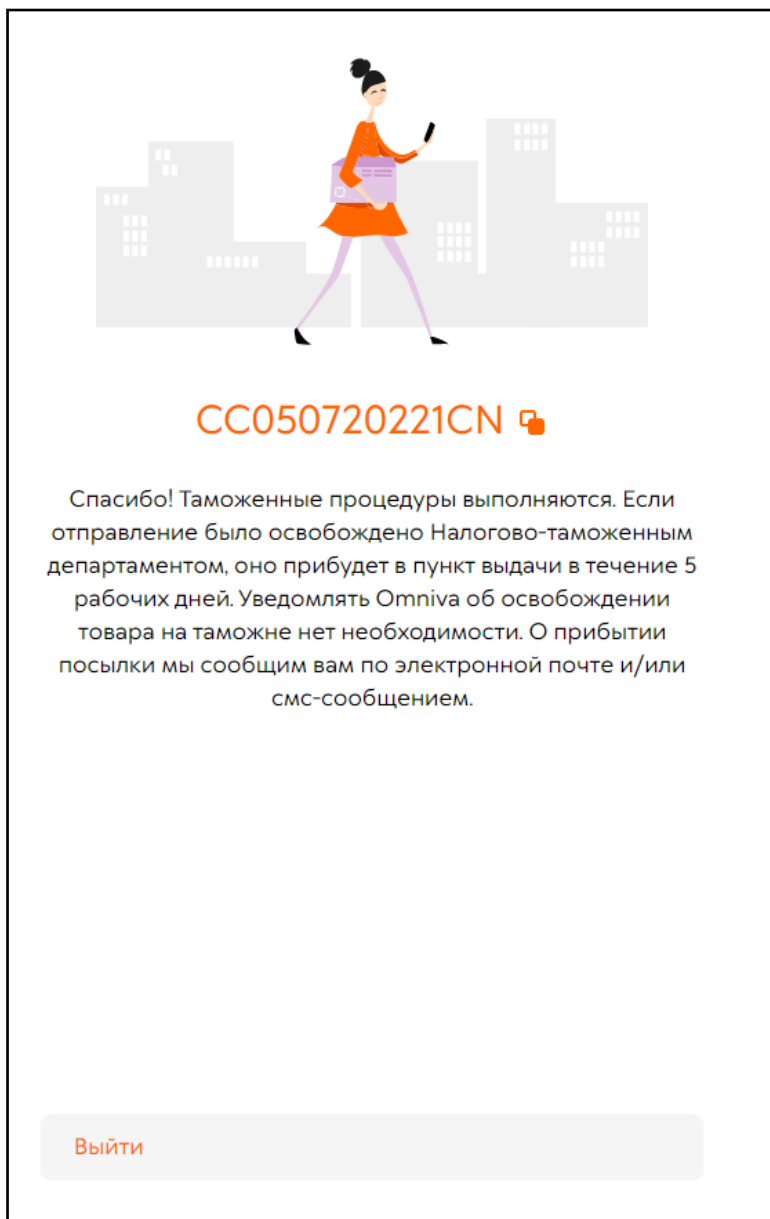 CC050720221CN
Спасибо! Таможенные процедуры выполняются. Если
отправление было освобождено Налогово-таможенным
департаментом, оно прибудет в пункт выдачи в течение 5
рабочих дней. Уведомлять Omniva об освобождении
товара на таможне нет необходимости. О прибытии
посылки мы сообщим вам по электронной почте и/или
смс-сообщением.
Выйти